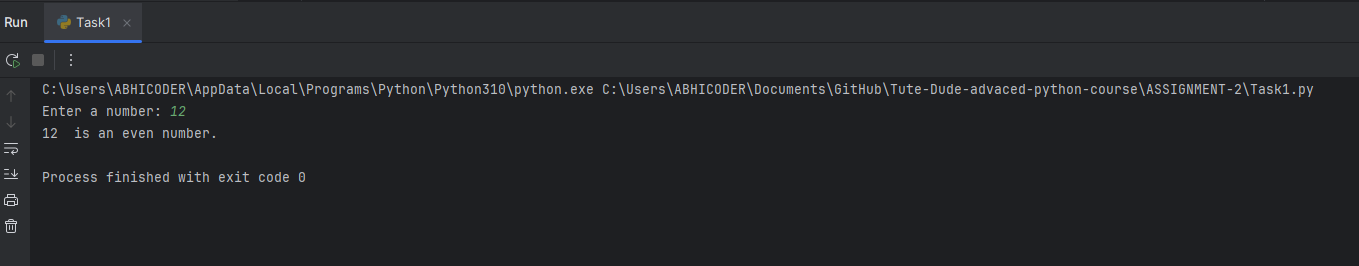 Run Task1
C:\Users\ABHICODER\AppData\Local\Programs\Python\Python310\python.exe C:\Users\ABHICODER\Documents\GitHub\Tute-Dude-advaced-python-course\ASSIGNMENT-2\Task1.py
Enter a number: 12
12  is an even number.
Process finished with exit code 0